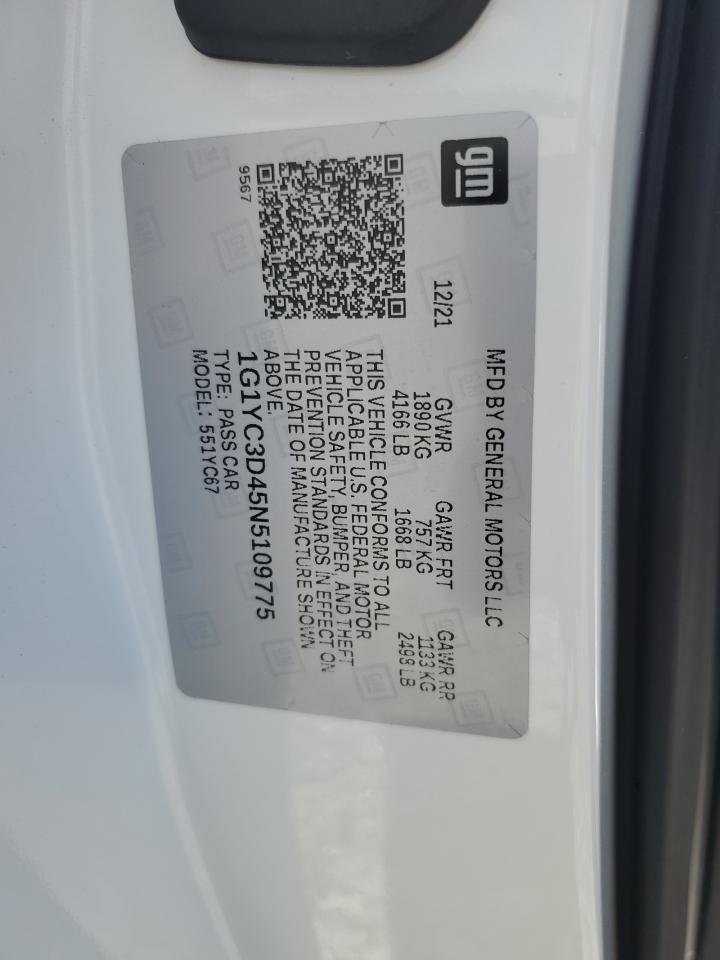 gm
MFD BY GENERAL MOTORS LLC
12/21
GVWR GAWR FRT GAWR RR
1890 KG 757 KG 1133 KG
4166 LB 1668 LB 2498 LB
THIS VEHICLE CONFORMS TO ALL
APPLICABLE U.S. FEDERAL MOTOR
VEHICLE SAFETY, BUMPER, AND THEFT
PREVENTION STANDARDS IN EFFECT ON
THE DATE OF MANUFACTURE SHOWN
ABOVE.
1G1YC3D45N5109775
TYPE: PASS CAR
MODEL: 551YC67
9567